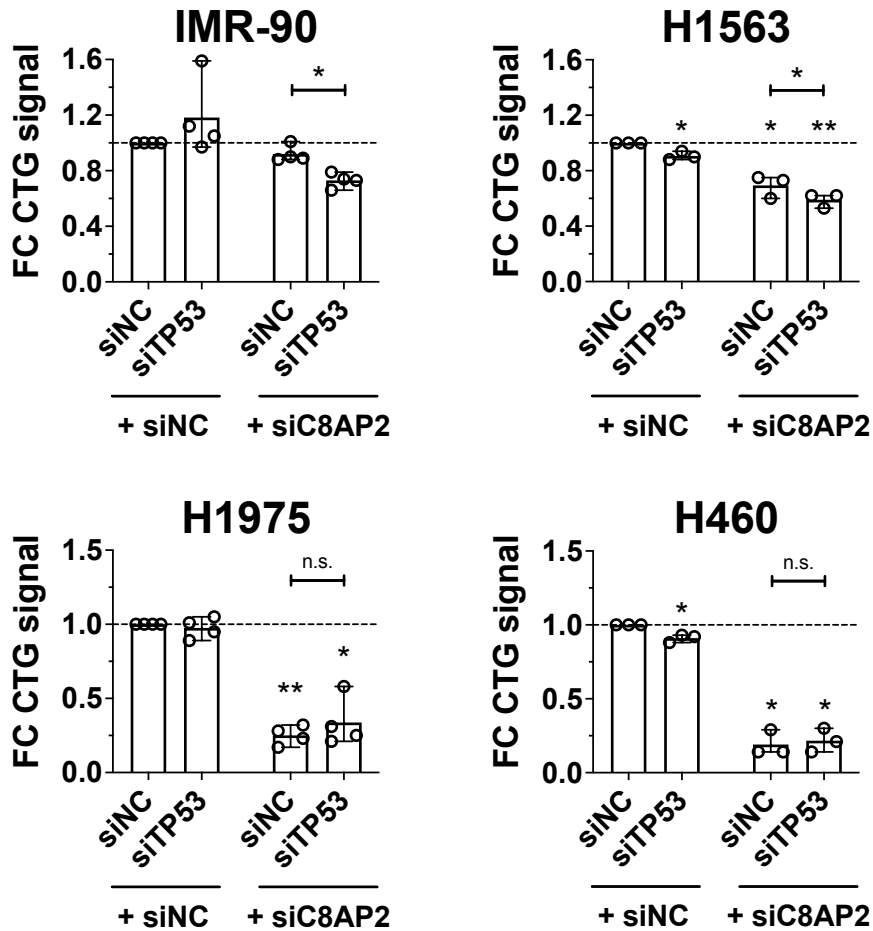 IMR-90
FC CTG signal
1.6
1.2
0.8
0.4
0.0
*
siNC
siTP53
siNC
siTP53
+ siNC
+ siC8AP2
H1563
FC CTG signal
1.6
1.2
0.8
0.4
0.0
*
*
*
**
siNC
siTP53
siNC
siTP53
+ siNC
+ siC8AP2
H1975
FC CTG signal
1.5
1.0
0.5
0.0
n.s.
**
*
siNC
siTP53
siNC
siTP53
+ siNC
+ siC8AP2
H460
FC CTG signal
1.5
1.0
0.5
0.0
n.s.
*
*
*
siNC
siTP53
siNC
siTP53
+ siNC
+ siC8AP2